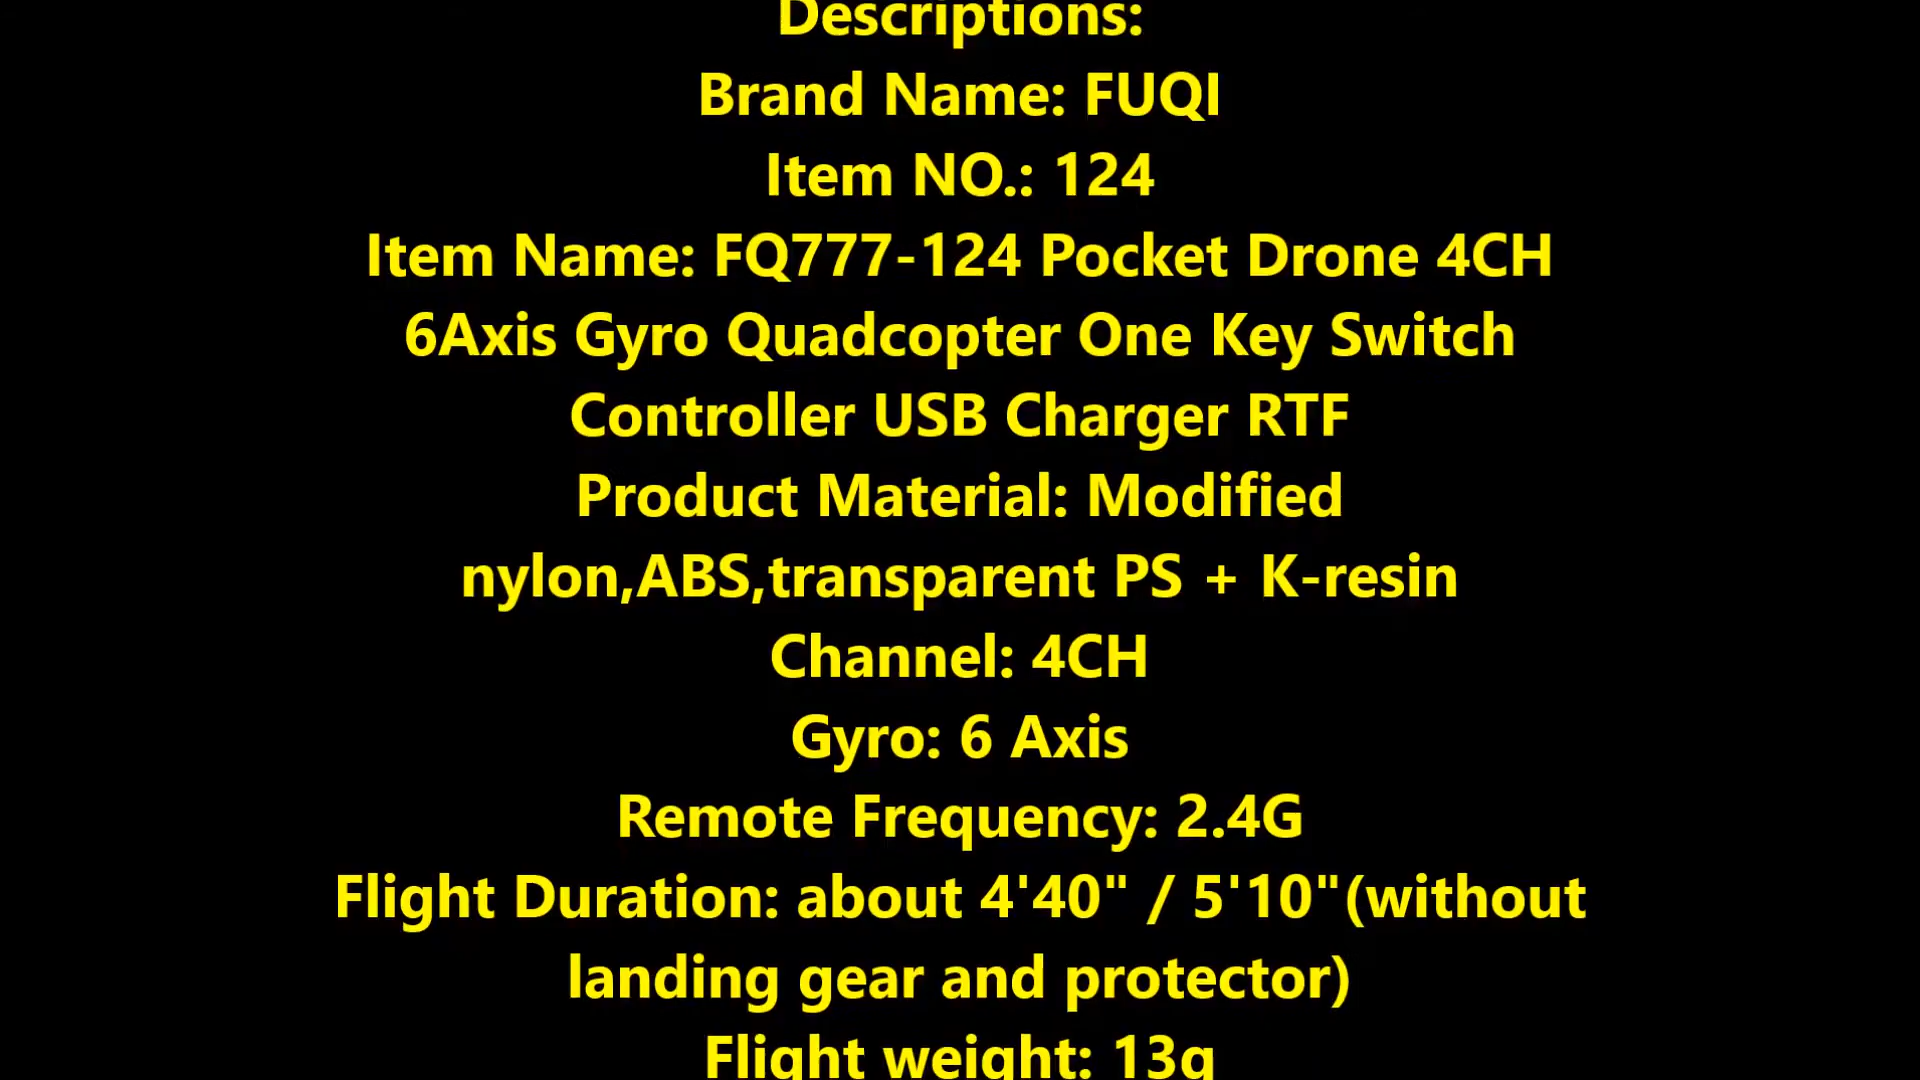 Descriptions:
Brand Name: FUQI
Item NO.: 124
Item Name: FQ777-124 Pocket Drone 4CH
6Axis Gyro Quadcopter One Key Switch
Controller USB Charger RTF
Product Material: Modified
nylon,ABS,transparent PS + K-resin
Channel: 4CH
Gyro: 6 Axis
Remote Frequency: 2.4G
Flight Duration: about 4'40" / 5'10"(without
landing gear and protector)
Flight weight: 13g